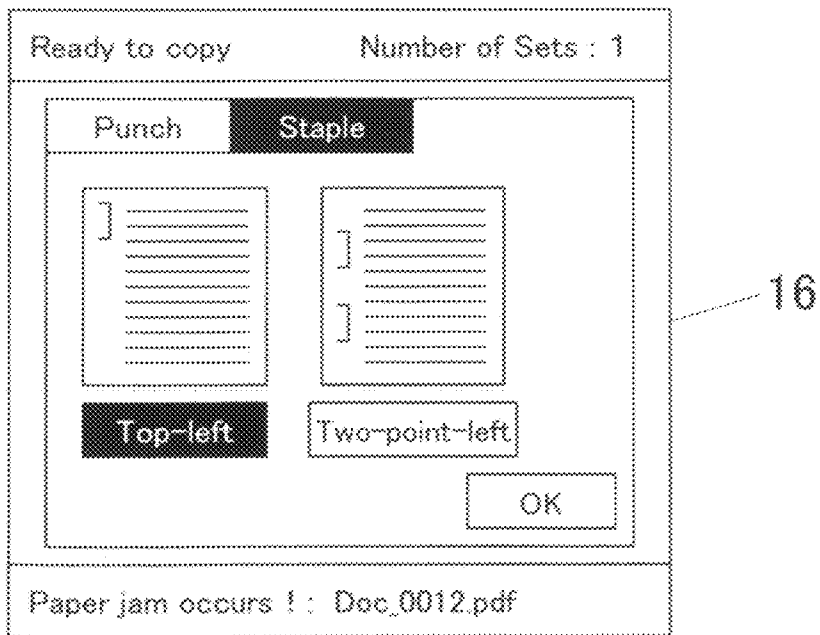 Ready to copy Number of Sets : 1
Punch Staple
Top-left Two-point-left
OK
Paper jam occurs ! : Doc_0012.pdf
16